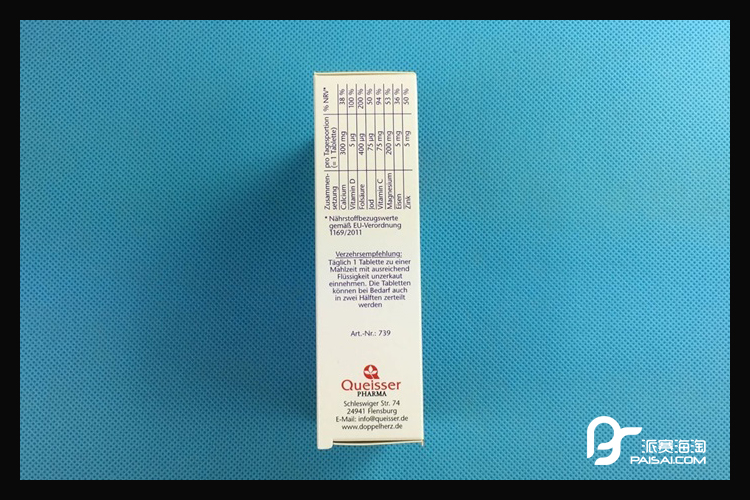 Zusammen-setzung | pro Tagesportion (= 1 Tablette) | % NRV*
Calcium 300 mg 38 %
Vitamin D 5 µg 100 %
Folsäure 400 µg 200 %
Jod 75 µg 50 %
Vitamin C 75 mg 94 %
Magnesium 200 mg 53 %
Eisen 5 mg 36 %
Zink 5 mg 50 %
* Nährstoffbezugswerte
gemäß EU-Verordnung
1169/2011
Verzehrsempfehlung:
Täglich 1 Tablette zu einer
Mahlzeit mit ausreichend
Flüssigkeit unzerkaut
einnehmen. Die Tabletten
können bei Bedarf auch
in zwei Hälften zerteilt
werden
Art.-Nr.: 739
Queisser
PHARMA
Schleswiger Str. 74
24941 Flensburg
E-Mail: info@queisser.de
www.doppelherz.de
派赛海淘
PAISAI.COM